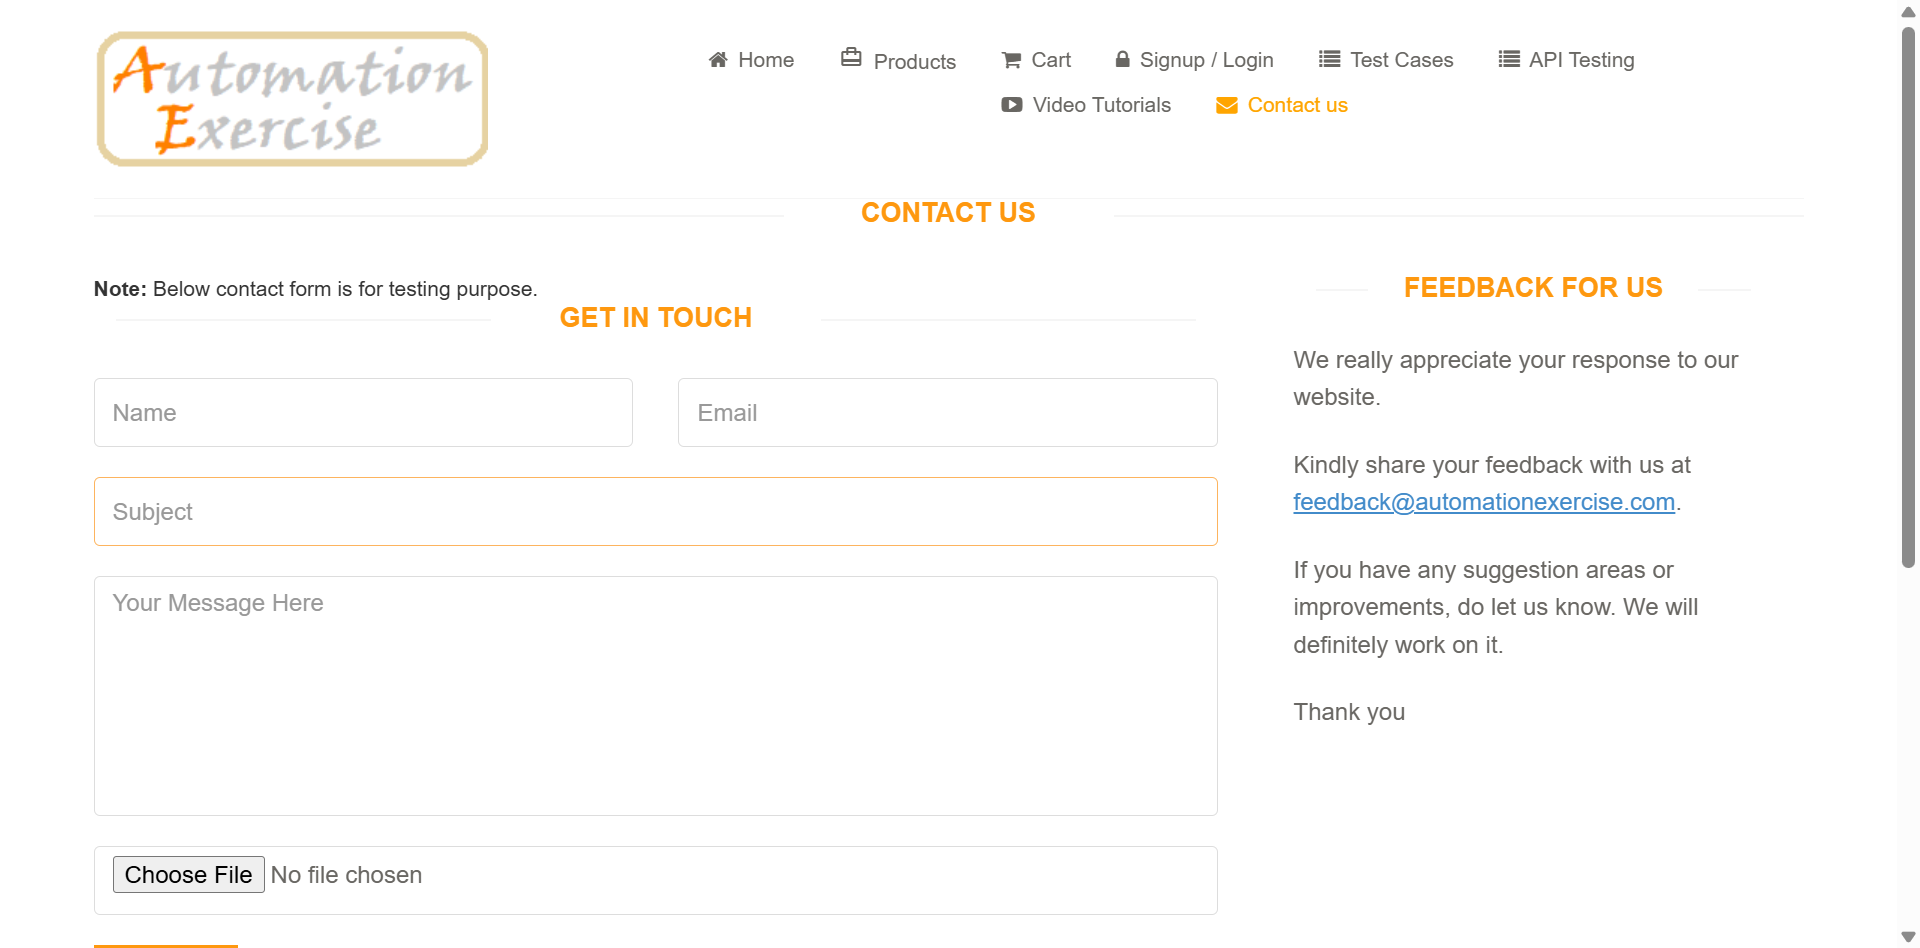 Automation
Exercise
Home
Products
Cart
Signup / Login
Test Cases
API Testing
Video Tutorials
Contact us
CONTACT US
Note: Below contact form is for testing purpose.
GET IN TOUCH
Name
Email
Subject
Your Message Here
Choose File No file chosen
FEEDBACK FOR US
We really appreciate your response to our
website.
Kindly share your feedback with us at
feedback@automationexercise.com.
If you have any suggestion areas or
improvements, do let us know. We will
definitely work on it.
Thank you